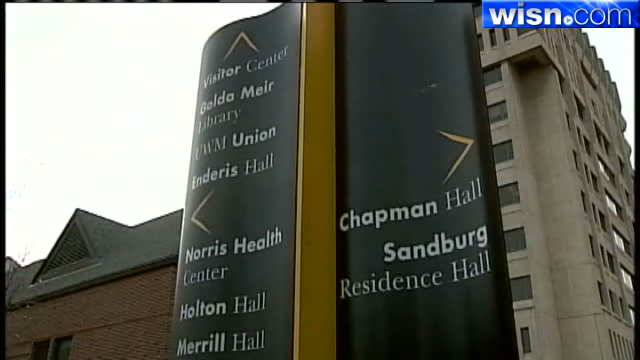 wisn.com
Visitor Center
Golda Meir
Library
UWM Union
Enderis Hall
Norris Health
Center
Holton Hall
Merrill Hall
Chapman Hall
Sandburg
Residence Hall